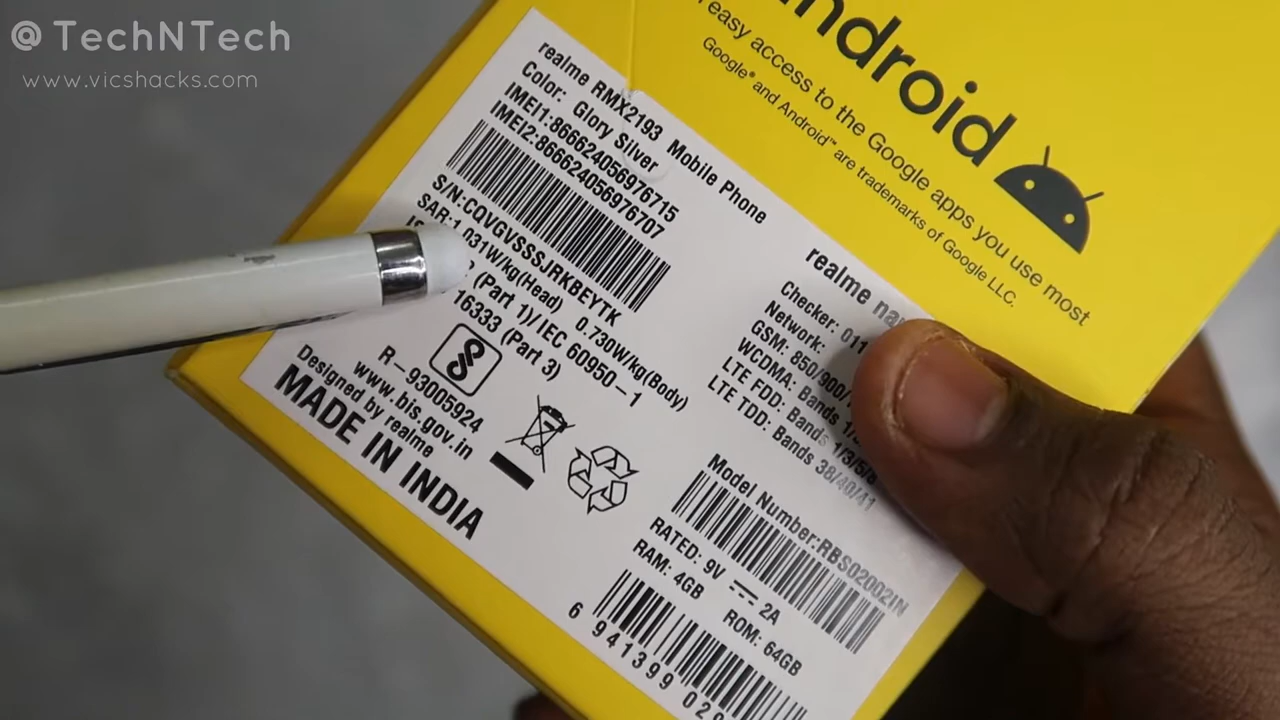 @TechNTech
www.vicshacks.com
easy access to the Google apps you use most
Google® and Android™ are trademarks of Google LLC.
realme RMX2193 Mobile Phone
Color: Glory Silver
IMEI1:866624056976715
IMEI2:866624056976707
S/N:CQVGVSSSJRKBEYTK
SAR:1.031W/kg(Head) 0.730W/kg(Body)
(Part 1)/ IEC 60950-1
16333 (Part 3)
R-93005924
www.bis.gov.in
Designed by realme
MADE IN INDIA
realme
Checker: 011
Network:
GSM: 850/900/
WCDMA: Bands
LTE FDD: Bands 1/3/5/8
LTE TDD: Bands 38/40/41
Model Number:RBS02002IN
RATED: 9V 2A
RAM: 4GB ROM: 64GB
6 941399 02